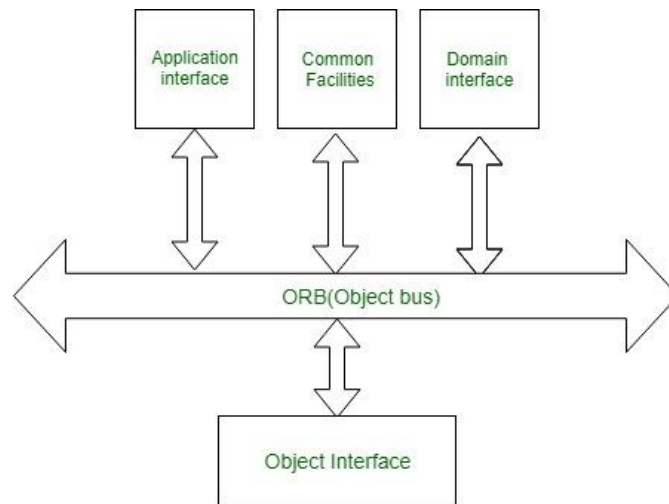 Application
interface
Common
Facilities
Domain
interface
ORB(Object bus)
Object Interface